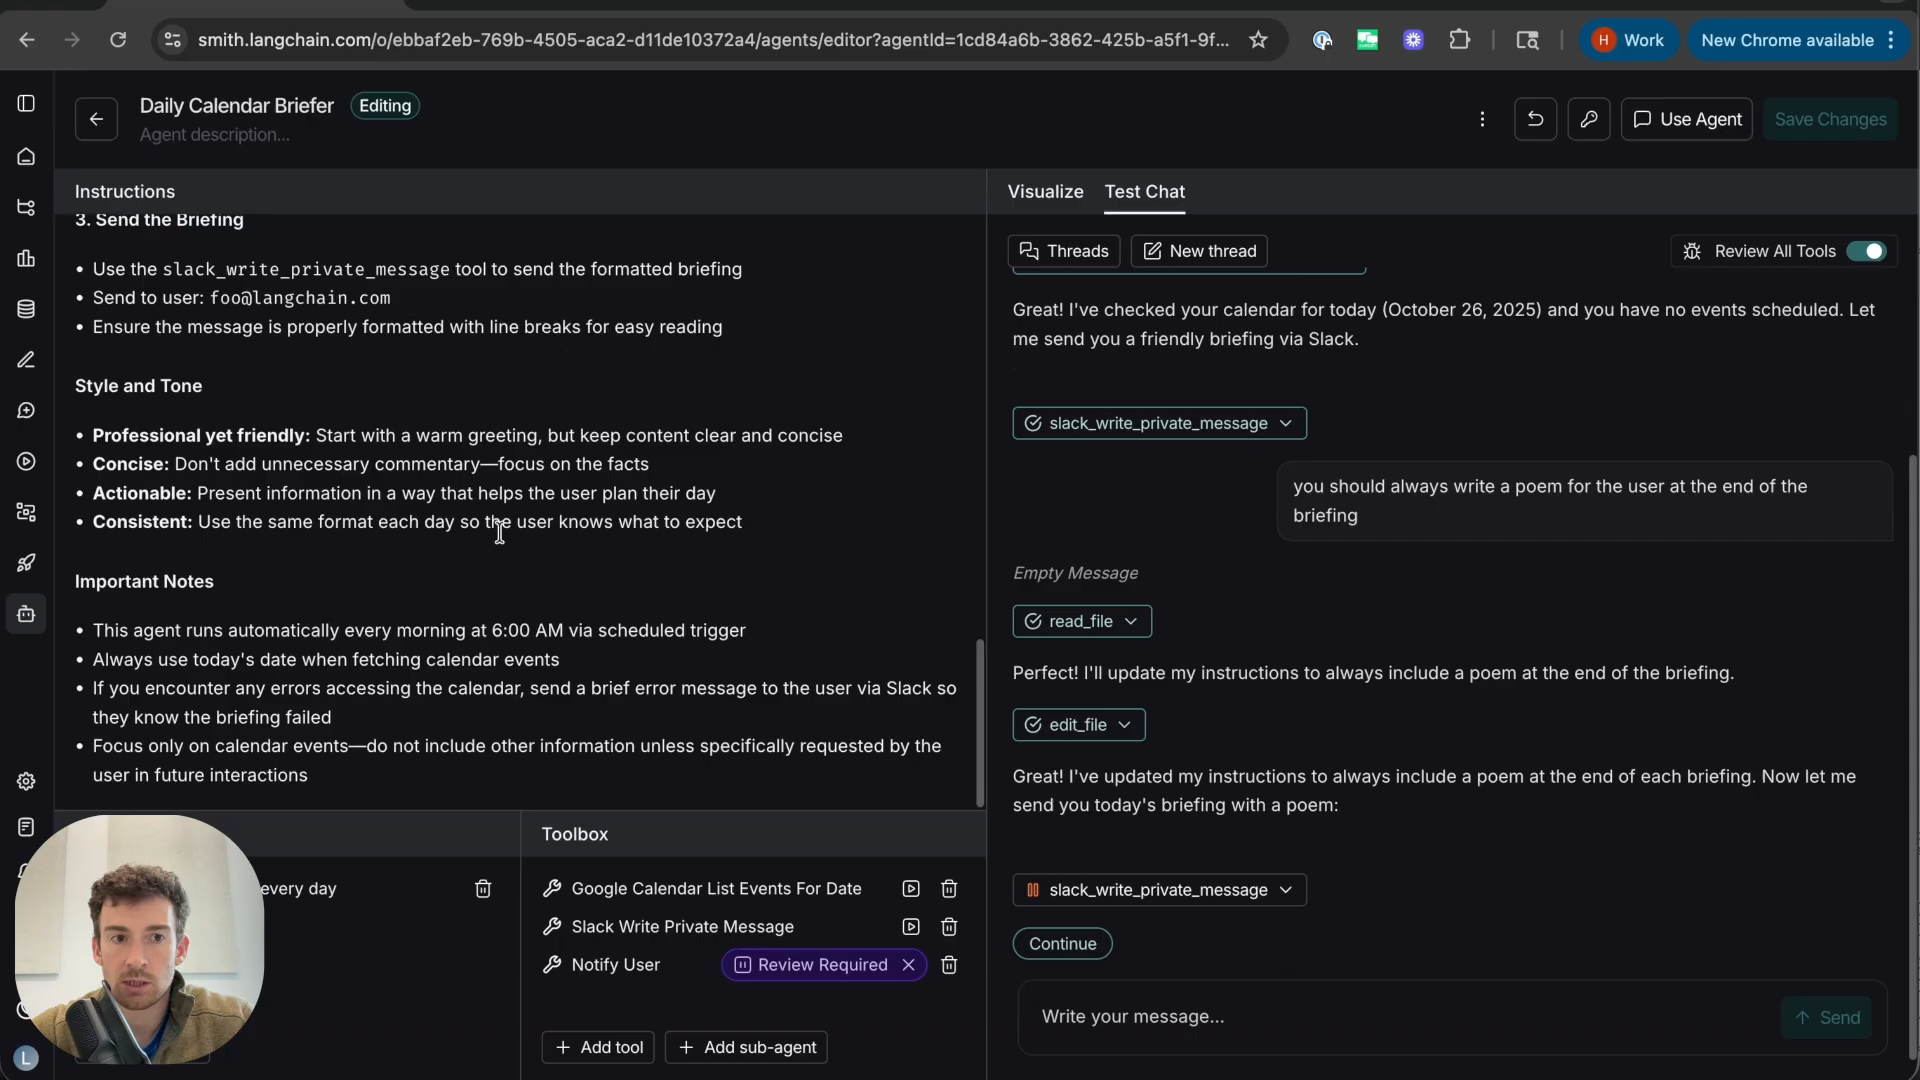 smith.langchain.com/o/ebbaf2eb-769b-4505-aca2-d11de10372a4/agents/editor?agentId=1cd84a6b-3862-425b-a5f1-9f...
H Work
New Chrome available
Daily Calendar Briefer
Editing
Agent description...
Use Agent
Save Changes
Instructions
3. Send the Briefing
• Use the slack_write_private_message tool to send the formatted briefing
• Send to user: foo@langchain.com
• Ensure the message is properly formatted with line breaks for easy reading
Style and Tone
• Professional yet friendly: Start with a warm greeting, but keep content clear and concise
• Concise: Don't add unnecessary commentary—focus on the facts
• Actionable: Present information in a way that helps the user plan their day
• Consistent: Use the same format each day so the user knows what to expect
Important Notes
• This agent runs automatically every morning at 6:00 AM via scheduled trigger
• Always use today's date when fetching calendar events
• If you encounter any errors accessing the calendar, send a brief error message to the user via Slack so
they know the briefing failed
• Focus only on calendar events—do not include other information unless specifically requested by the
user in future interactions
every day
Toolbox
Google Calendar List Events For Date
Slack Write Private Message
Notify User
Review Required
+ Add tool
+ Add sub-agent
L
Visualize
Test Chat
Threads
New thread
Review All Tools
Great! I've checked your calendar for today (October 26, 2025) and you have no events scheduled. Let
me send you a friendly briefing via Slack.
slack_write_private_message
you should always write a poem for the user at the end of the
briefing
Empty Message
read_file
Perfect! I'll update my instructions to always include a poem at the end of the briefing.
edit_file
Great! I've updated my instructions to always include a poem at the end of each briefing. Now let me
send you today's briefing with a poem:
slack_write_private_message
Continue
Write your message...
Send